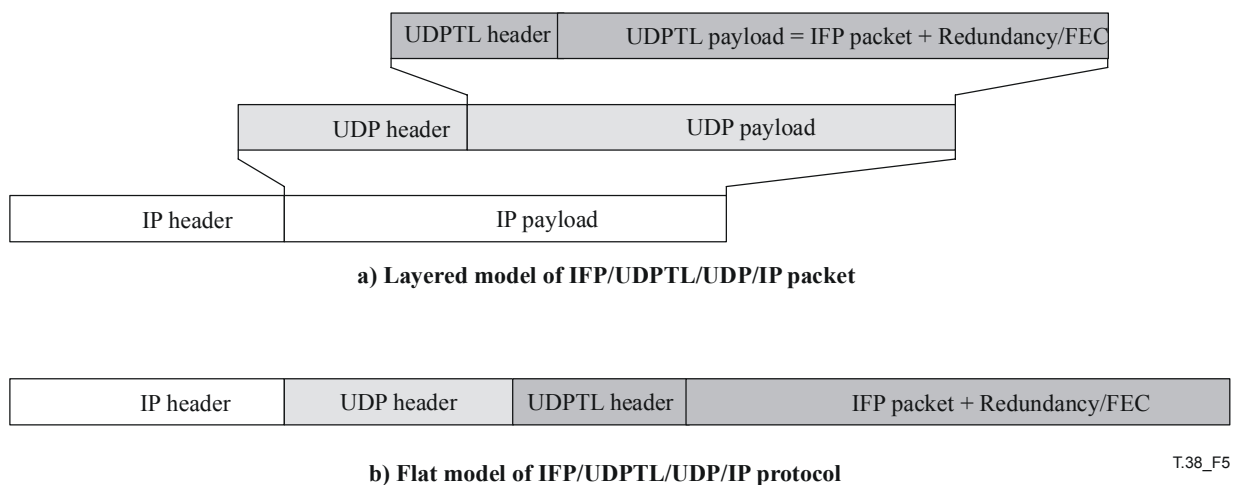 UDPTL header UDPTL payload = IFP packet + Redundancy/FEC
UDP header UDP payload
IP header IP payload
a) Layered model of IFP/UDPTL/UDP/IP packet
IP header UDP header UDPTL header IFP packet + Redundancy/FEC
b) Flat model of IFP/UDPTL/UDP/IP protocol
T.38_F5